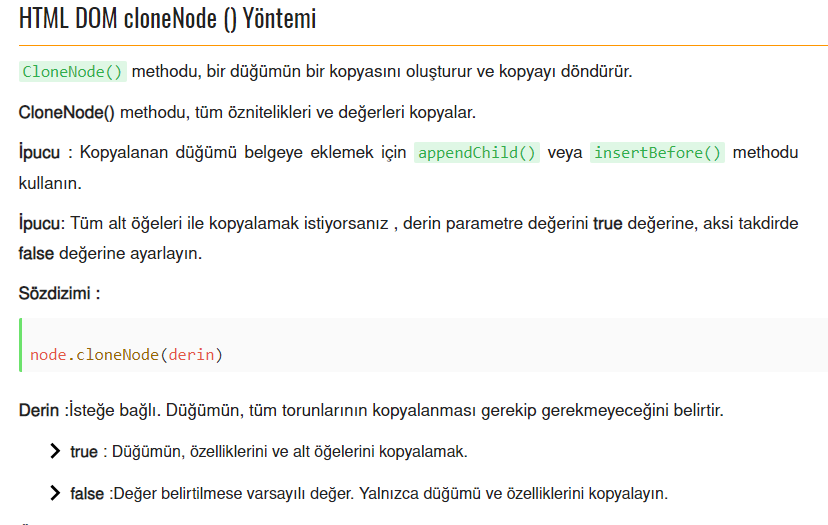 HTML DOM cloneNode () Yöntemi
CloneNode() methodu, bir düğümün bir kopyasını oluşturur ve kopyayı döndürür.
CloneNode() methodu, tüm öznitelikleri ve değerleri kopyalar.
İpucu : Kopyalanan düğümü belgeye eklemek için appendChild() veya insertBefore() methodu
kullanın.
İpucu: Tüm alt öğeleri ile kopyalamak istiyorsanız , derin parametre değerini true değerine, aksi takdirde
false değerine ayarlayın.
Sözdizimi :
node.cloneNode(derin)
Derin :İsteğe bağlı. Düğümün, tüm torunlarının kopyalanması gerekip gerekmeyeceğini belirtir.
true : Düğümün, özelliklerini ve alt öğelerini kopyalamak.
false :Değer belirtilmese varsayılı değer. Yalnızca düğümü ve özelliklerini kopyalayın.